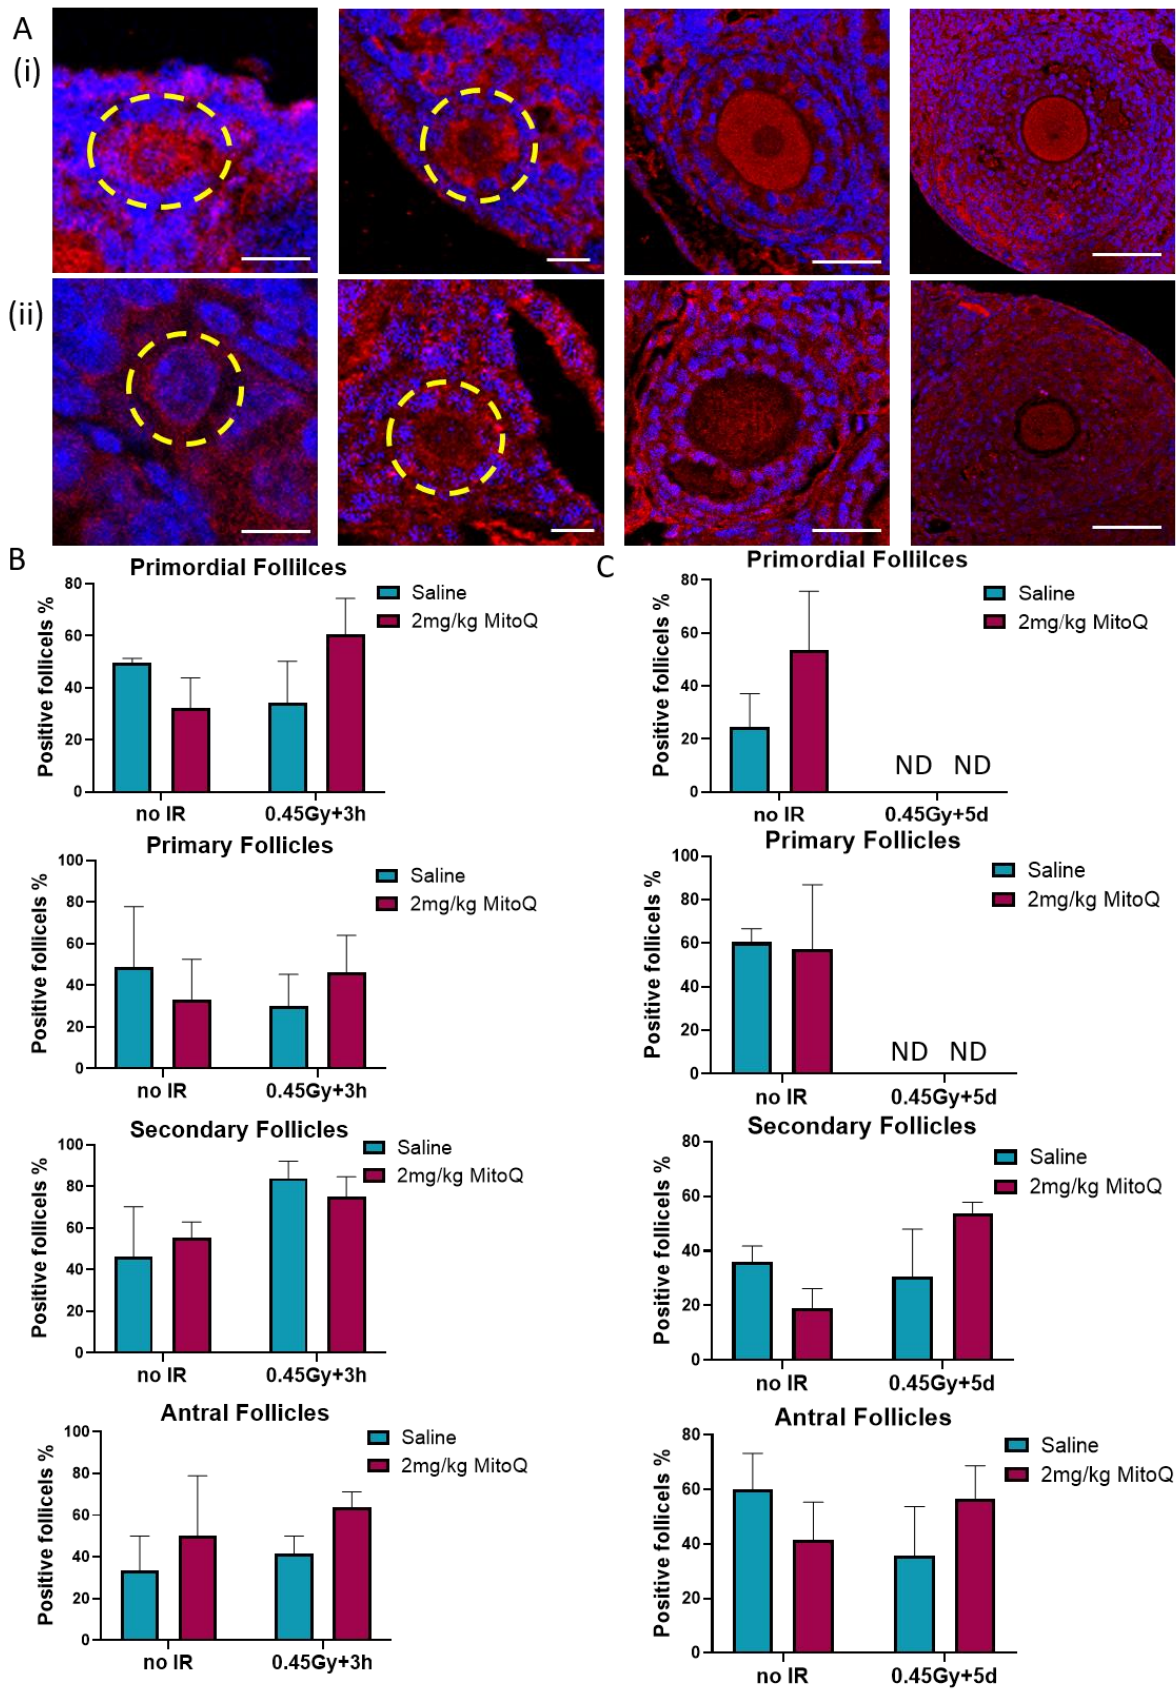 A
(i)
(ii)
B
Primordial Follilces
Positive follicels %
80
60
40
20
0
no IR
0.45Gy+3h
Saline
2mg/kg MitoQ
Primary Follicles
Positive follicels %
100
80
60
40
20
0
no IR
0.45Gy+3h
Saline
2mg/kg MitoQ
Secondary Follicles
Positive follicels %
100
80
60
40
20
0
no IR
0.45Gy+3h
Saline
2mg/kg MitoQ
Antral Follicles
Positive follicels %
100
80
60
40
20
0
no IR
0.45Gy+3h
Saline
2mg/kg MitoQ
C
Primordial Follilces
Positive follicels %
80
60
40
20
0
ND ND
no IR
0.45Gy+5d
Saline
2mg/kg MitoQ
Primary Follicles
Positive follicels %
100
80
60
40
20
0
ND ND
no IR
0.45Gy+5d
Saline
2mg/kg MitoQ
Secondary Follicles
Positive follicels %
80
60
40
20
0
no IR
0.45Gy+5d
Saline
2mg/kg MitoQ
Antral Follicles
Positive follicels %
80
60
40
20
0
no IR
0.45Gy+5d
Saline
2mg/kg MitoQ